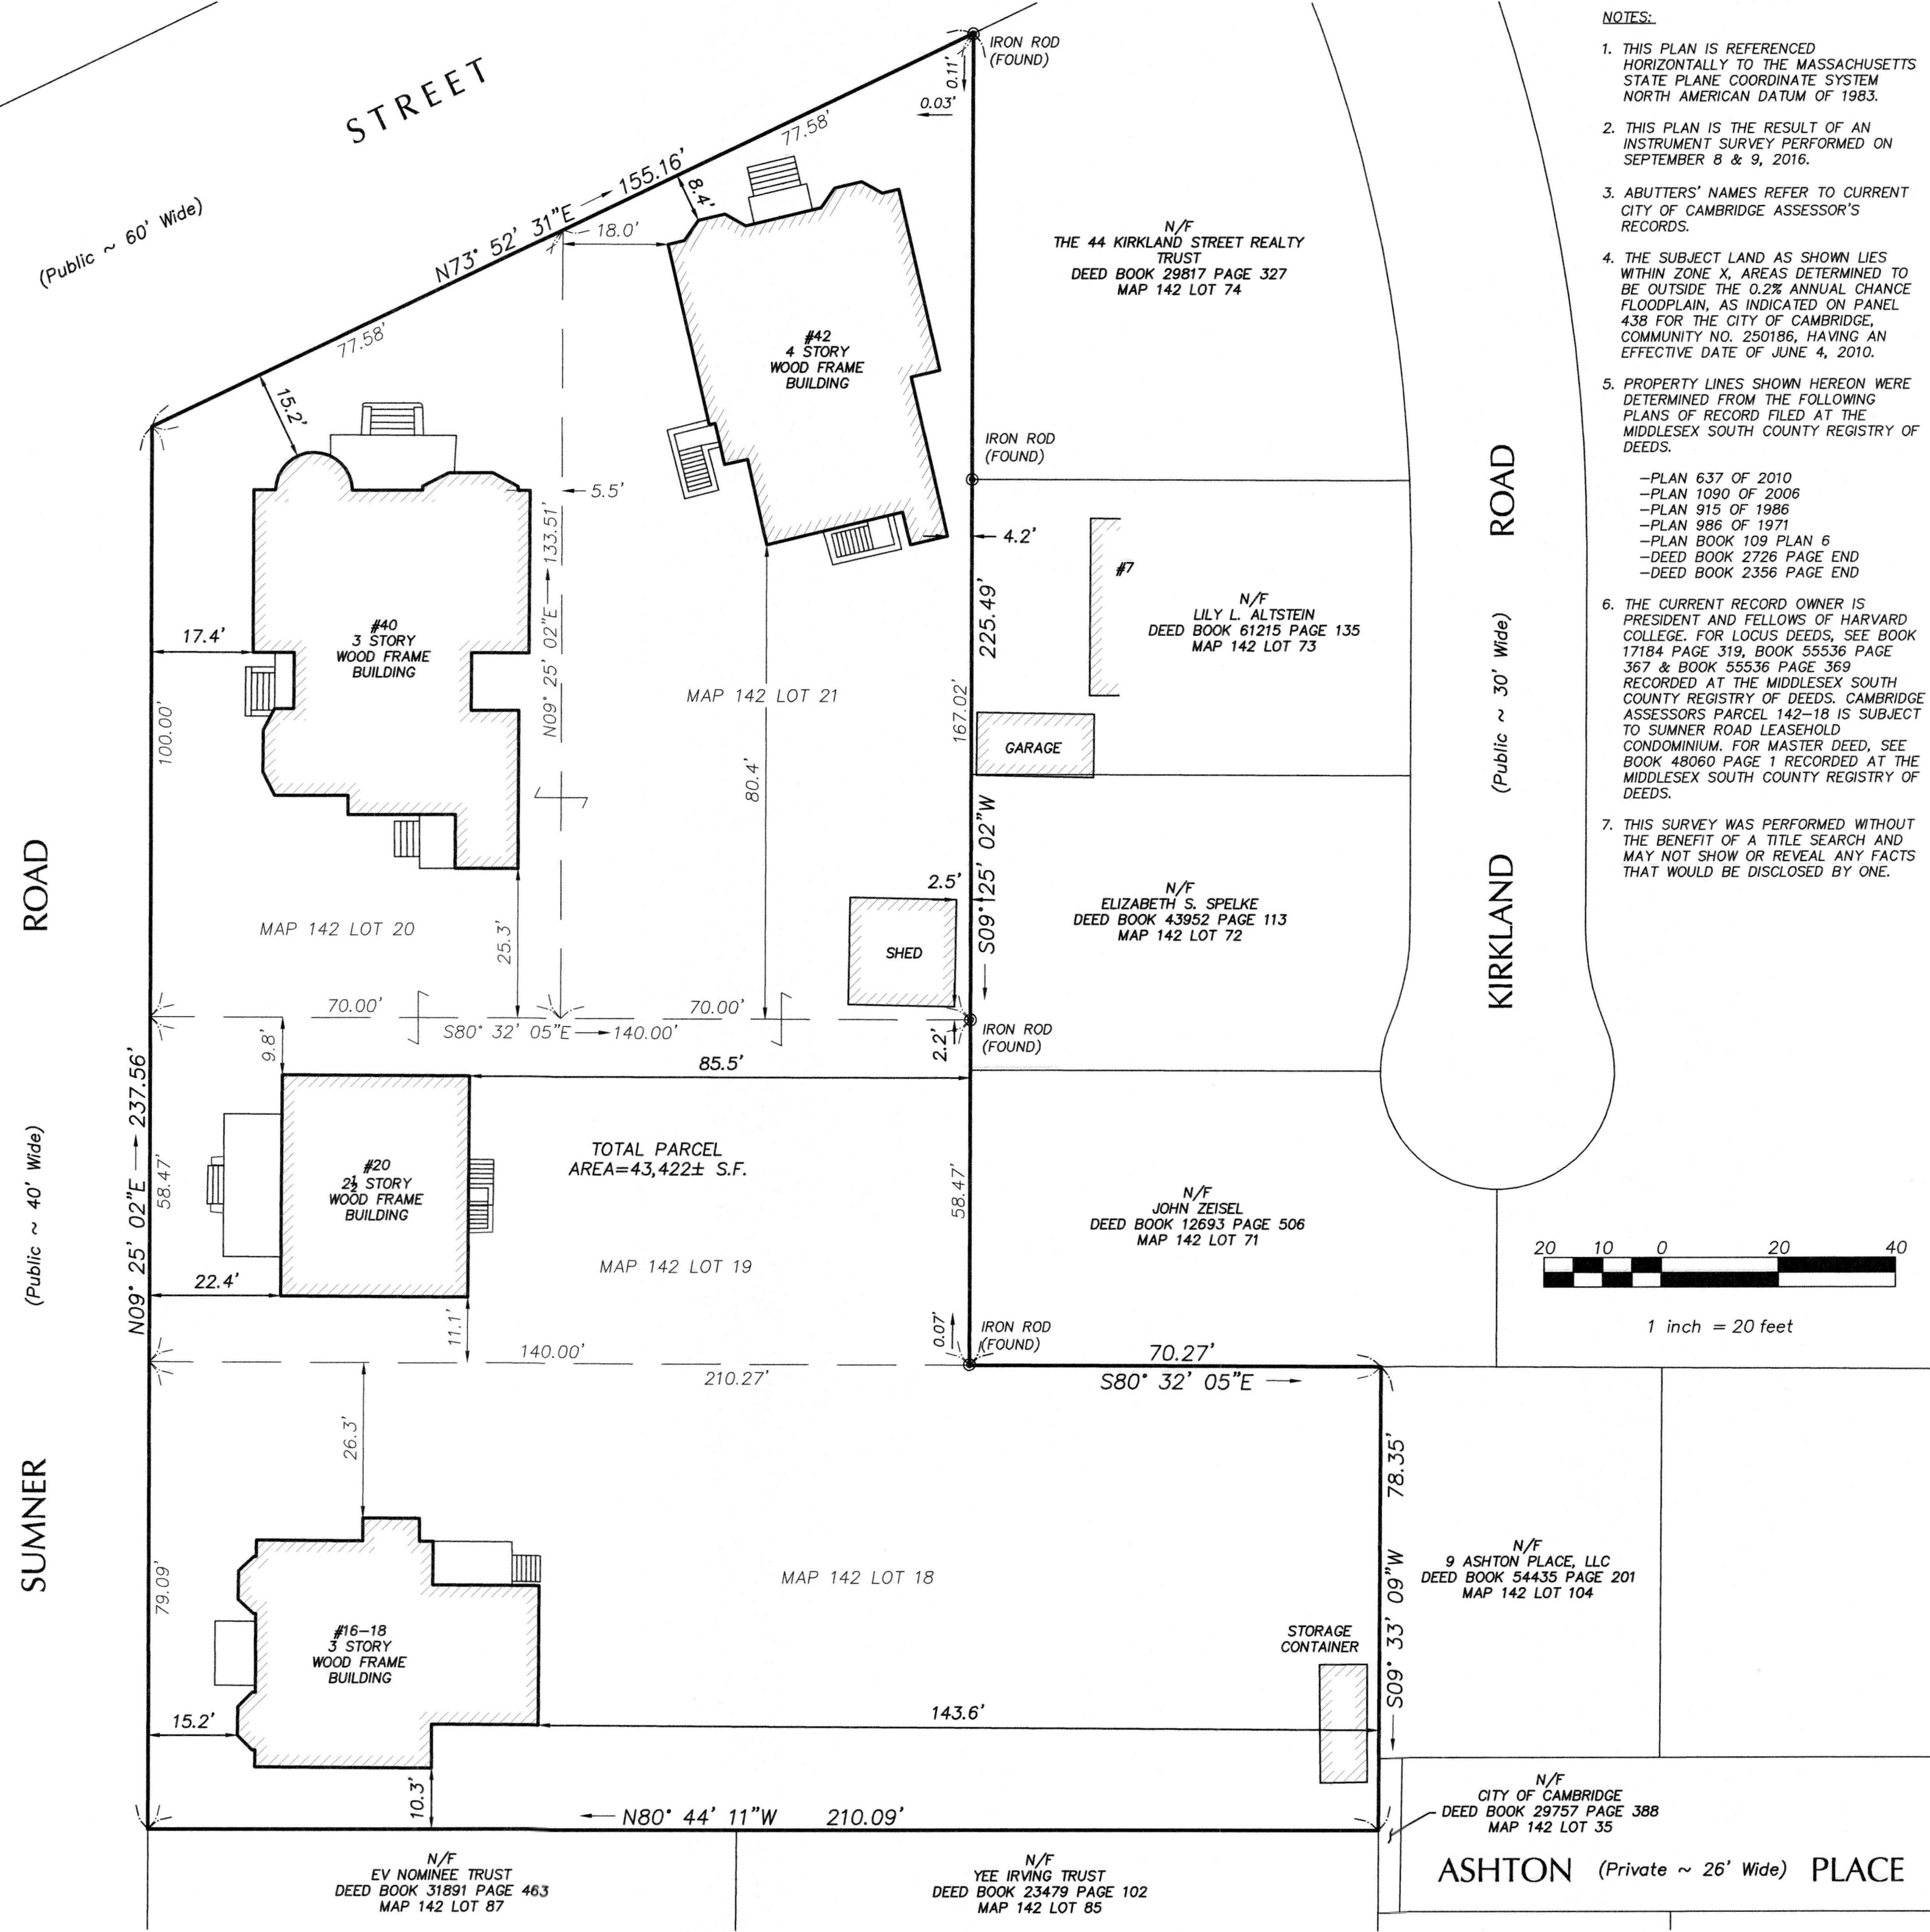 STREET
(Public ~ 60' Wide)
IRON ROD
(FOUND)
0.11'
0.03'
77.58'
N73° 52' 31"E 155.16'
8.4'
18.0'
77.58'
15.2'
#42
4 STORY
WOOD FRAME
BUILDING
N/F
THE 44 KIRKLAND STREET REALTY
TRUST
DEED BOOK 29817 PAGE 327
MAP 142 LOT 74
IRON ROD
(FOUND)
5.5'
4.2'
#7
N/F
LILY L. ALTSTEIN
DEED BOOK 61215 PAGE 135
MAP 142 LOT 73
GARAGE
17.4'
#40
3 STORY
WOOD FRAME
BUILDING
N09° 25' 02"E 133.51'
MAP 142 LOT 21
80.4'
225.49'
167.02'
S09° 25' 02"W
100.00'
MAP 142 LOT 20
25.3'
2.5'
SHED
N/F
ELIZABETH S. SPELKE
DEED BOOK 43952 PAGE 113
MAP 142 LOT 72
70.00'
70.00'
S80° 32' 05"E 140.00'
IRON ROD
(FOUND)
2.2'
9.8'
85.5'
#20
2½ STORY
WOOD FRAME
BUILDING
TOTAL PARCEL
AREA=43,422± S.F.
MAP 142 LOT 19
58.47'
58.47'
N/F
JOHN ZEISEL
DEED BOOK 12693 PAGE 506
MAP 142 LOT 71
22.4'
11.1'
N09° 25' 02"E 237.56'
0.07'
IRON ROD
(FOUND)
140.00'
210.27'
70.27'
S80° 32' 05"E
26.3'
79.09'
MAP 142 LOT 18
#16-18
3 STORY
WOOD FRAME
BUILDING
15.2'
10.3'
143.6'
STORAGE
CONTAINER
78.35'
S09° 33' 09"W
N/F
9 ASHTON PLACE, LLC
DEED BOOK 54435 PAGE 201
MAP 142 LOT 104
N80° 44' 11"W 210.09'
N/F
EV NOMINEE TRUST
DEED BOOK 31891 PAGE 463
MAP 142 LOT 87
N/F
YEE IRVING TRUST
DEED BOOK 23479 PAGE 102
MAP 142 LOT 85
N/F
CITY OF CAMBRIDGE
DEED BOOK 29757 PAGE 388
MAP 142 LOT 35
ASHTON (Private ~ 26' Wide) PLACE
SUMNER (Public ~ 40' Wide) ROAD
KIRKLAND (Public ~ 30' Wide) ROAD
20 10 0 20 40
1 inch = 20 feet
NOTES:
1. THIS PLAN IS REFERENCED
HORIZONTALLY TO THE MASSACHUSETTS
STATE PLANE COORDINATE SYSTEM
NORTH AMERICAN DATUM OF 1983.
2. THIS PLAN IS THE RESULT OF AN
INSTRUMENT SURVEY PERFORMED ON
SEPTEMBER 8 & 9, 2016.
3. ABUTTERS' NAMES REFER TO CURRENT
CITY OF CAMBRIDGE ASSESSOR'S
RECORDS.
4. THE SUBJECT LAND AS SHOWN LIES
WITHIN ZONE X, AREAS DETERMINED TO
BE OUTSIDE THE 0.2% ANNUAL CHANCE
FLOODPLAIN, AS INDICATED ON PANEL
438 FOR THE CITY OF CAMBRIDGE,
COMMUNITY NO. 250186, HAVING AN
EFFECTIVE DATE OF JUNE 4, 2010.
5. PROPERTY LINES SHOWN HEREON WERE
DETERMINED FROM THE FOLLOWING
PLANS OF RECORD FILED AT THE
MIDDLESEX SOUTH COUNTY REGISTRY OF
DEEDS.
-PLAN 637 OF 2010
-PLAN 1090 OF 2006
-PLAN 915 OF 1986
-PLAN 986 OF 1971
-PLAN BOOK 109 PLAN 6
-DEED BOOK 2726 PAGE END
-DEED BOOK 2356 PAGE END
6. THE CURRENT RECORD OWNER IS
PRESIDENT AND FELLOWS OF HARVARD
COLLEGE. FOR LOCUS DEEDS, SEE BOOK
17184 PAGE 319, BOOK 55536 PAGE
367 & BOOK 55536 PAGE 369
RECORDED AT THE MIDDLESEX SOUTH
COUNTY REGISTRY OF DEEDS. CAMBRIDGE
ASSESSORS PARCEL 142-18 IS SUBJECT
TO SUMNER ROAD LEASEHOLD
CONDOMINIUM. FOR MASTER DEED, SEE
BOOK 48060 PAGE 1 RECORDED AT THE
MIDDLESEX SOUTH COUNTY REGISTRY OF
DEEDS.
7. THIS SURVEY WAS PERFORMED WITHOUT
THE BENEFIT OF A TITLE SEARCH AND
MAY NOT SHOW OR REVEAL ANY FACTS
THAT WOULD BE DISCLOSED BY ONE.